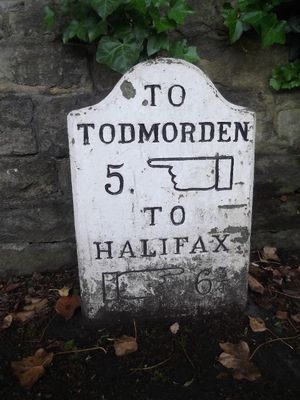 TO
TODMORDEN
5.
TO
HALIFAX.
6